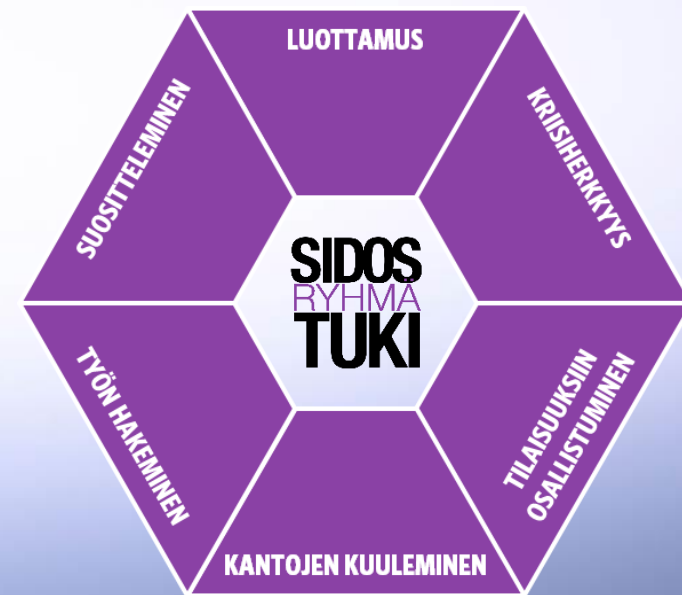 LUOTTAMUS
KRIISIHERKKYYS
TILAISUUKSIIN
OSALLISTUMINEN
KANTOJEN KUULEMINEN
TYÖN HAKEMINEN
SUOSITTELEMINEN
SIDOS
RYHMÄ
TUKI